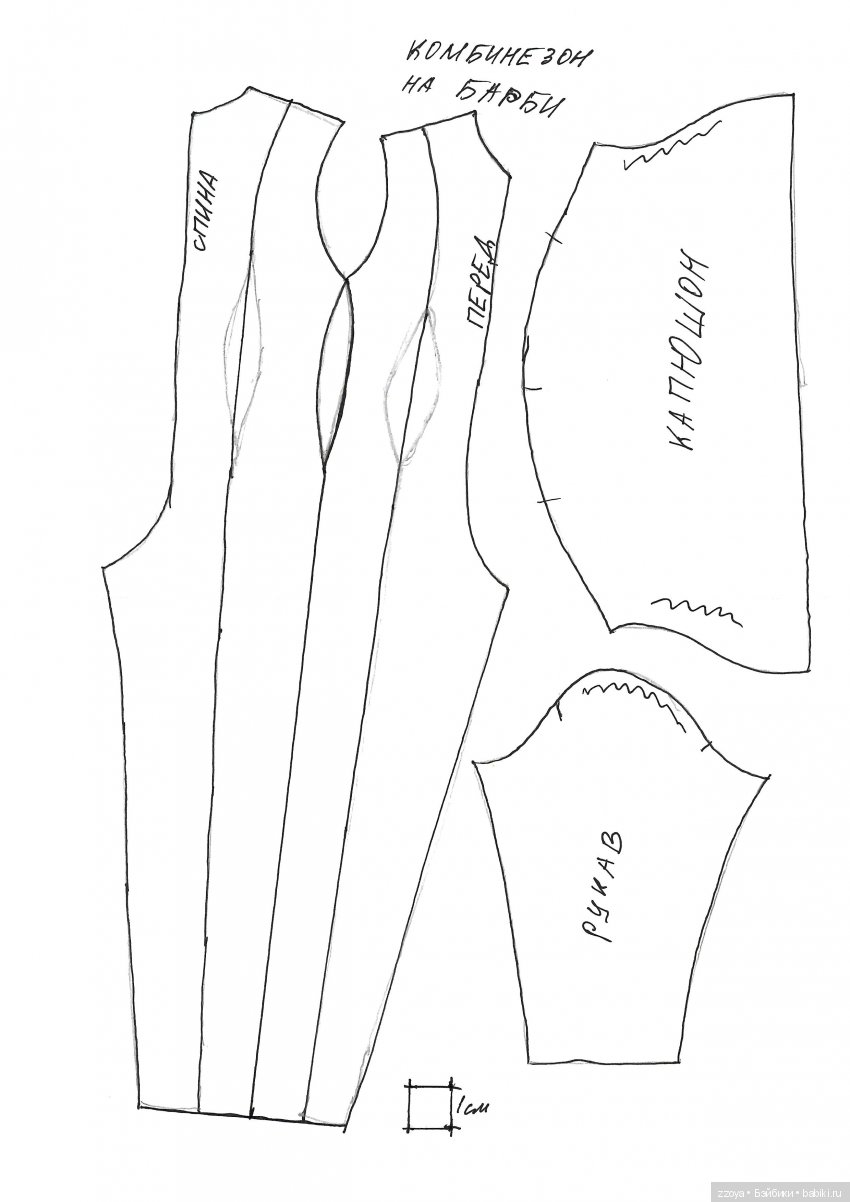 КОМБИНЕЗОН
НА БАРБИ
СПИНА
ПЕРЕД
КАПЮШОН
РУКАВ
1см
zzoya • Бэйбики • babiki.ru